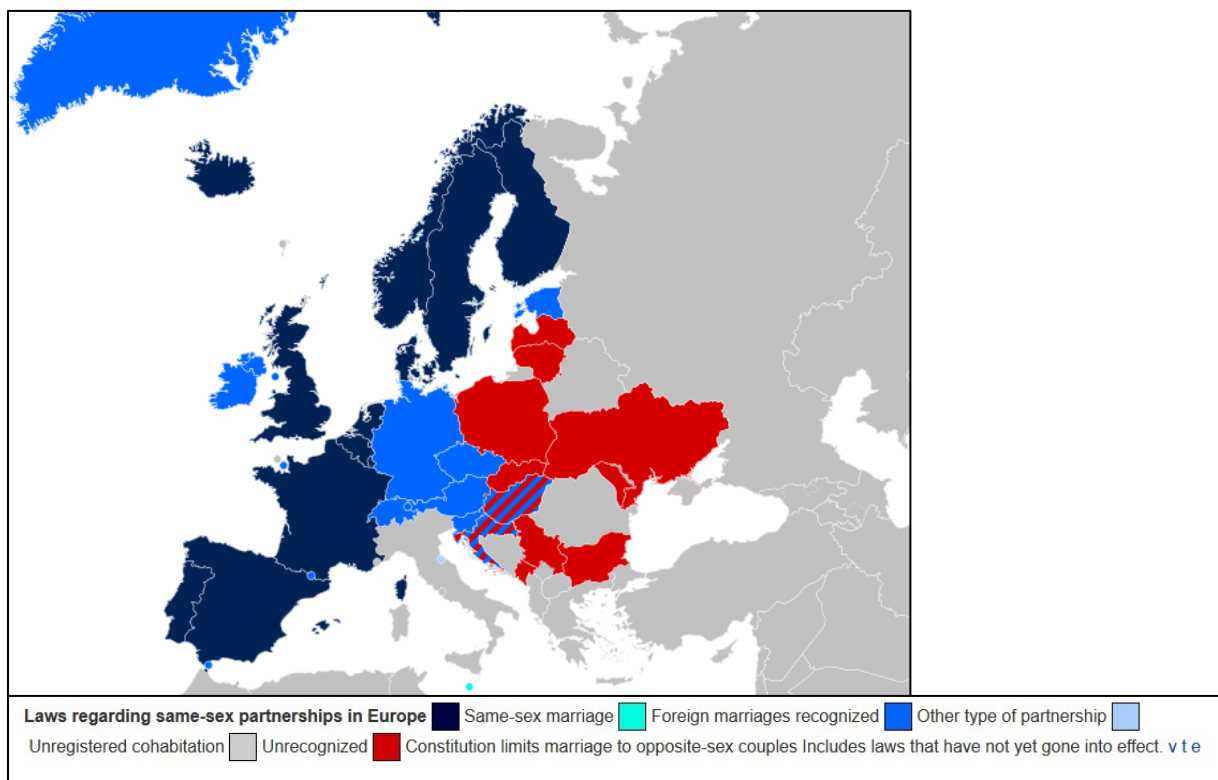 Laws regarding same-sex partnerships in Europe Same-sex marriage Foreign marriages recognized Other type of partnership
Unregistered cohabitation Unrecognized Constitution limits marriage to opposite-sex couples Includes laws that have not yet gone into effect. v t e